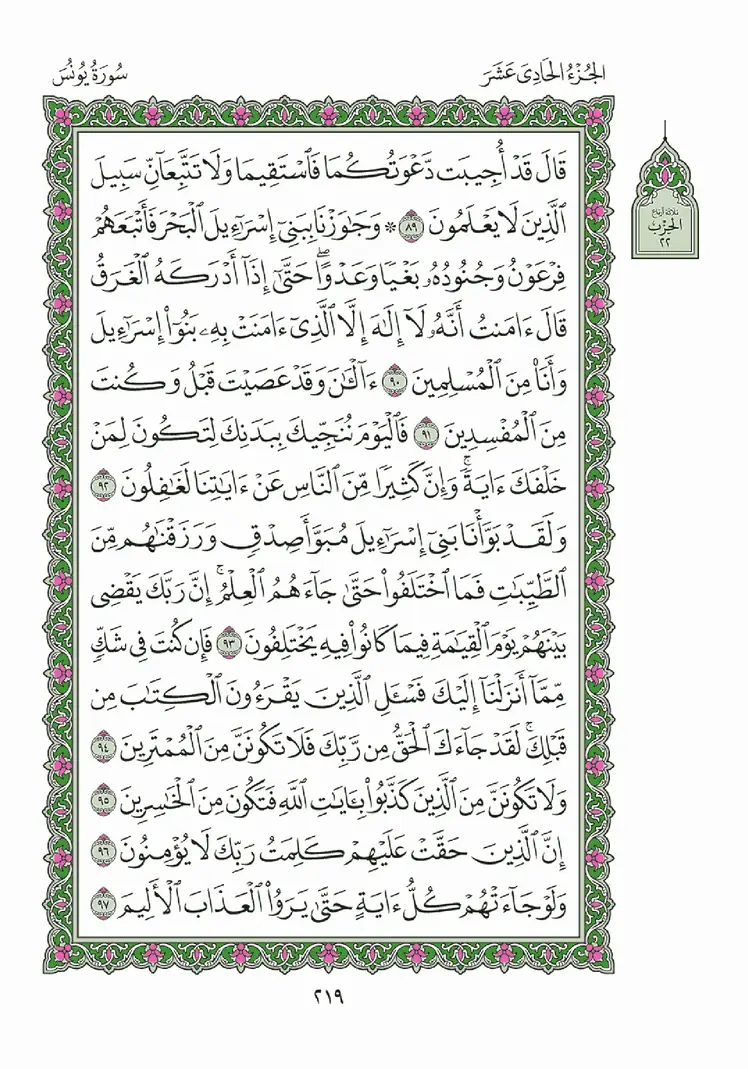 الجُزْءُ الحَادِي عَشَرَ
سُورَةُ يُونُسَ
قَالَ قَدْ أُجِيبَت دَّعْوَتُكُمَا فَٱسْتَقِيمَا وَلَا تَتَّبِعَآنِّ سَبِيلَ
ٱلَّذِينَ لَا يَعْلَمُونَ ٨٩ ۞ وَجَٰوَزْنَا بِبَنِيٓ إِسْرَٰٓءِيلَ ٱلْبَحْرَ فَأَتْبَعَهُمْ
فِرْعَوْنُ وَجُنُودُهُۥ بَغْيًا وَعَدْوًاۖ حَتَّىٰٓ إِذَآ أَدْرَكَهُ ٱلْغَرَقُ
قَالَ ءَامَنتُ أَنَّهُۥ لَآ إِلَٰهَ إِلَّا ٱلَّذِيٓ ءَامَنَتْ بِهِۦ بَنُوٓا۟ إِسْرَٰٓءِيلَ
وَأَنَا۠ مِنَ ٱلْمُسْلِمِينَ ٩٠ ءَآلْـَٰٔنَ وَقَدْ عَصَيْتَ قَبْلُ وَكُنتَ
مِنَ ٱلْمُفْسِدِينَ ٩١ فَٱلْيَوْمَ نُنَجِّيكَ بِبَدَنِكَ لِتَكُونَ لِمَنْ
خَلْفَكَ ءَايَةًۚ وَإِنَّ كَثِيرًا مِّنَ ٱلنَّاسِ عَنْ ءَايَٰتِنَا لَغَٰفِلُونَ ٩٢
وَلَقَدْ بَوَّأْنَا بَنِيٓ إِسْرَٰٓءِيلَ مُبَوَّأَ صِدْقٍ وَرَزَقْنَٰهُم مِّنَ
ٱلطَّيِّبَٰتِ فَمَا ٱخْتَلَفُوا۟ حَتَّىٰ جَآءَهُمُ ٱلْعِلْمُۚ إِنَّ رَبَّكَ يَقْضِي
بَيْنَهُمْ يَوْمَ ٱلْقِيَٰمَةِ فِيمَا كَانُوا۟ فِيهِ يَخْتَلِفُونَ ٩٣ فَإِن كُنتَ فِي شَكٍّ
مِّمَّآ أَنزَلْنَآ إِلَيْكَ فَسْـَٔلِ ٱلَّذِينَ يَقْرَءُونَ ٱلْكِتَٰبَ مِن
قَبْلِكَۚ لَقَدْ جَآءَكَ ٱلْحَقُّ مِن رَّبِّكَ فَلَا تَكُونَنَّ مِنَ ٱلْمُمْتَرِينَ ٩٤
وَلَا تَكُونَنَّ مِنَ ٱلَّذِينَ كَذَّبُوا۟ بِـَٔايَٰتِ ٱللَّهِ فَتَكُونَ مِنَ ٱلْخَٰسِرِينَ ٩٥
إِنَّ ٱلَّذِينَ حَقَّتْ عَلَيْهِمْ كَلِمَتُ رَبِّكَ لَا يُؤْمِنُونَ ٩٦
وَلَوْ جَآءَتْهُمْ كُلُّ ءَايَةٍ حَتَّىٰ يَرَوُا۟ ٱلْعَذَابَ ٱلْأَلِيمَ ٩٧
ثلاثة أرباع
الحِزْب
٢٢
٢١٩